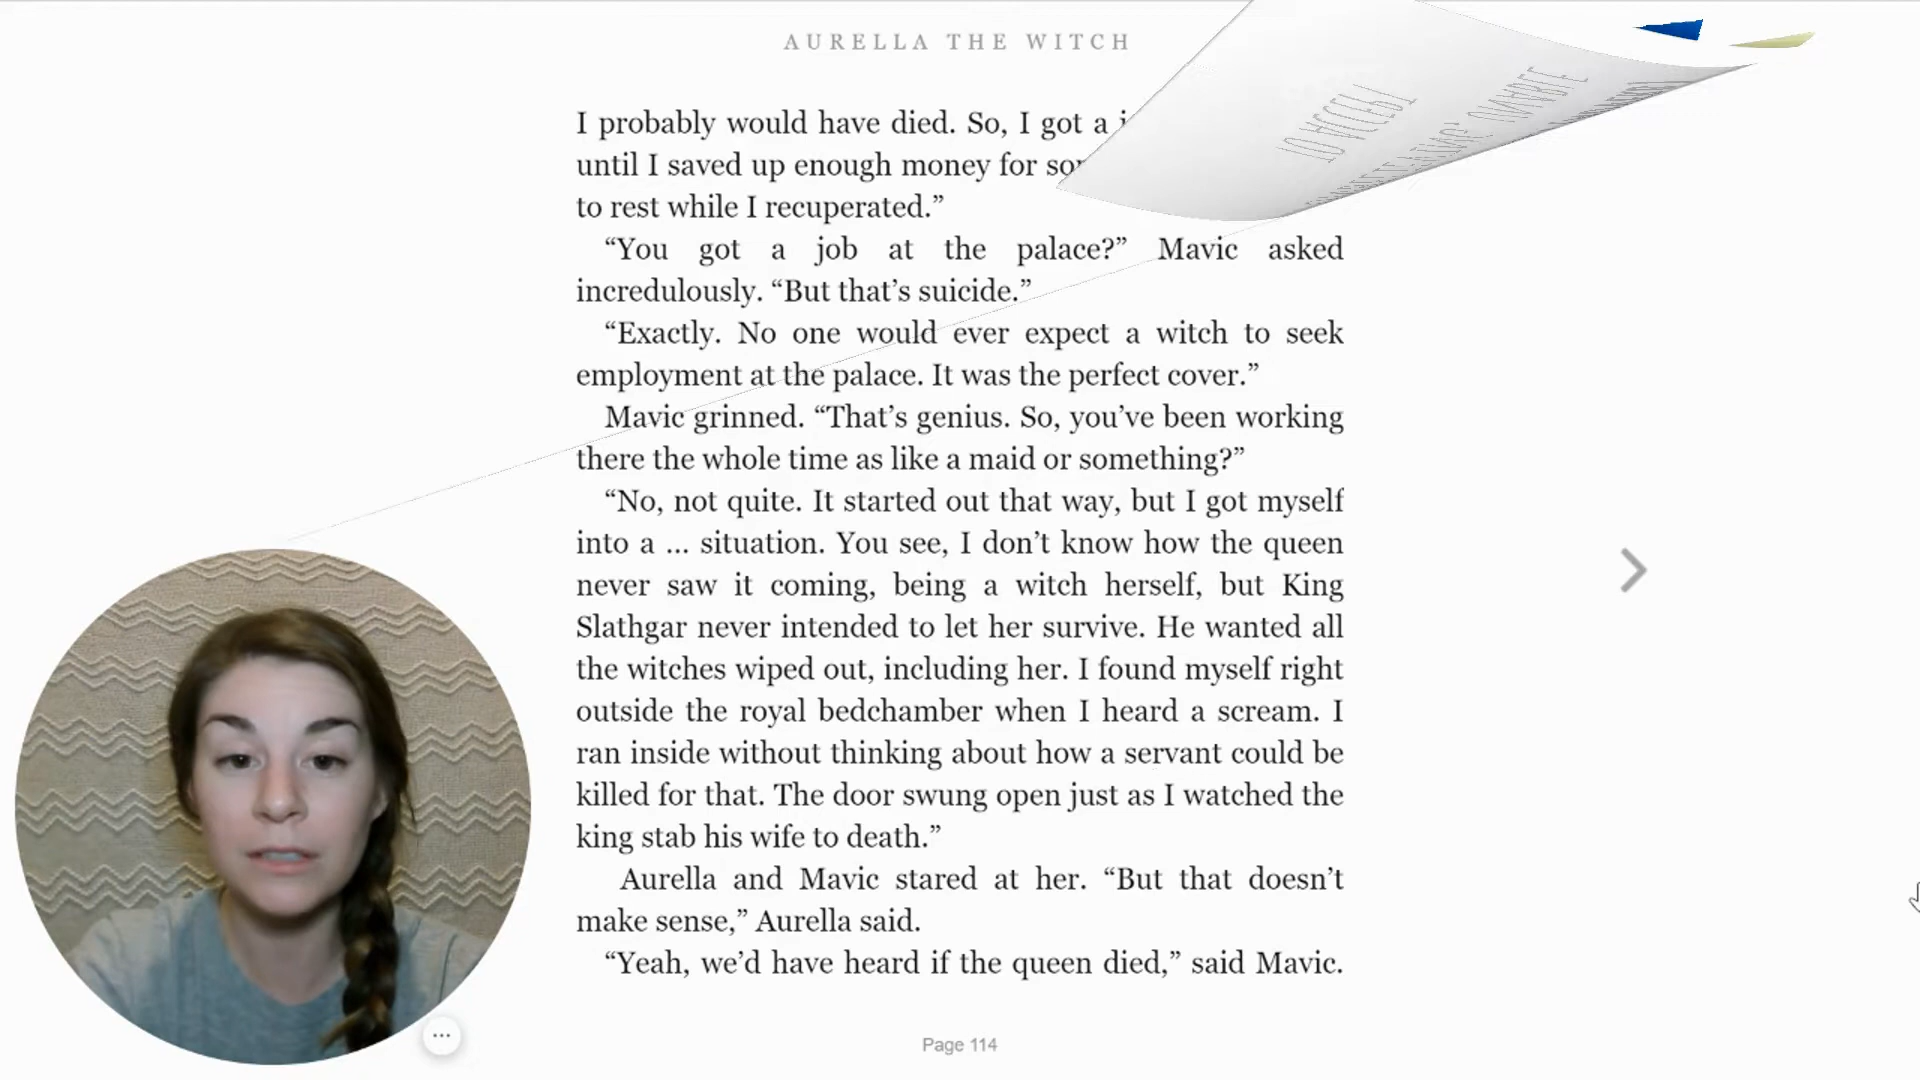 AURELLA THE WITCH
I probably would have died. So, I got a
until I saved up enough money for
to rest while I recuperated.”
“You got a job at the palace?” Mavic asked
incredulously. “But that’s suicide.”
“Exactly. No one would ever expect a witch to seek
employment at the palace. It was the perfect cover.”
Mavic grinned. “That’s genius. So, you’ve been working
there the whole time as like a maid or something?”
“No, not quite. It started out that way, but I got myself
into a ... situation. You see, I don’t know how the queen
never saw it coming, being a witch herself, but King
Slathgar never intended to let her survive. He wanted all
the witches wiped out, including her. I found myself right
outside the royal bedchamber when I heard a scream. I
ran inside without thinking about how a servant could be
killed for that. The door swung open just as I watched the
king stab his wife to death.”
Aurella and Mavic stared at her. “But that doesn’t
make sense,” Aurella said.
“Yeah, we’d have heard if the queen died,” said Mavic.
Page 114